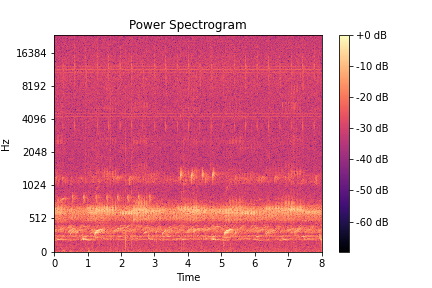 Power Spectrogram
+0 dB
16384
-10 dB
8192
-20 dB
4096
-30 dB
Hz
2048
-40 dB
1024
-50 dB
512
-60 dB
0
0 1 2 3 4 5 6 7 8
Time